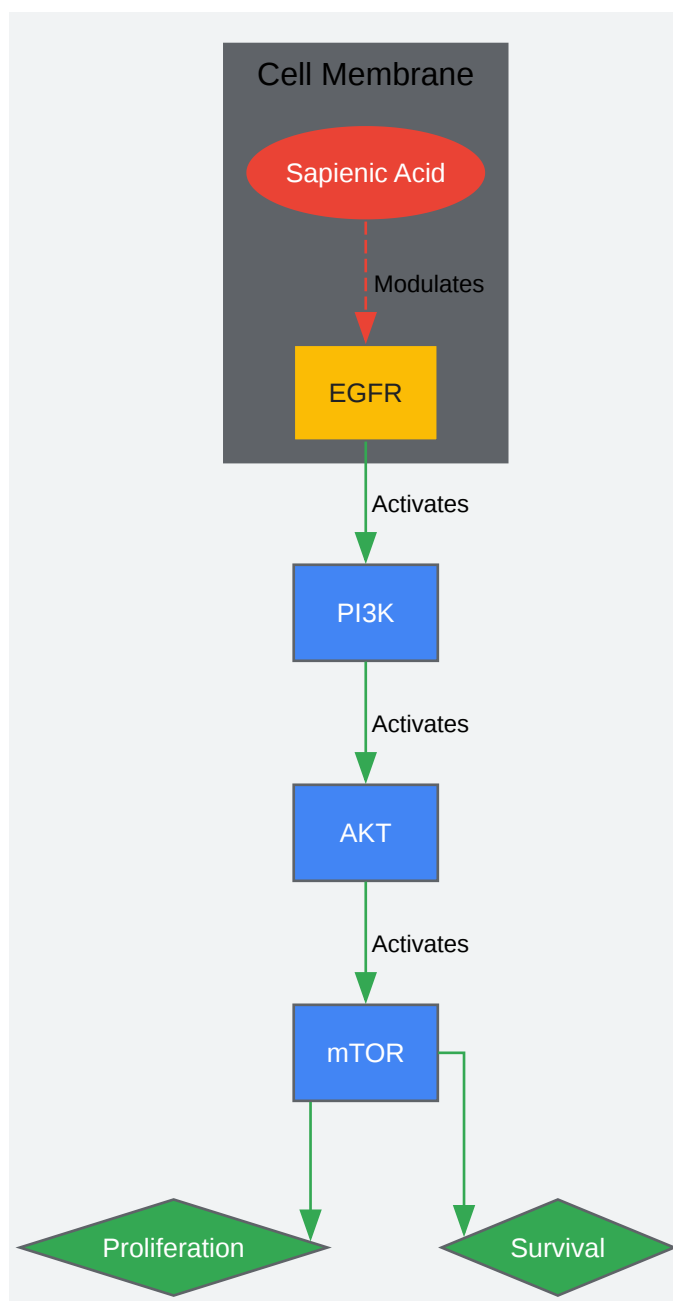 Cell Membrane
Sapienic Acid
Modulates
EGFR
Activates
PI3K
Activates
AKT
Activates
mTOR
Proliferation
Survival